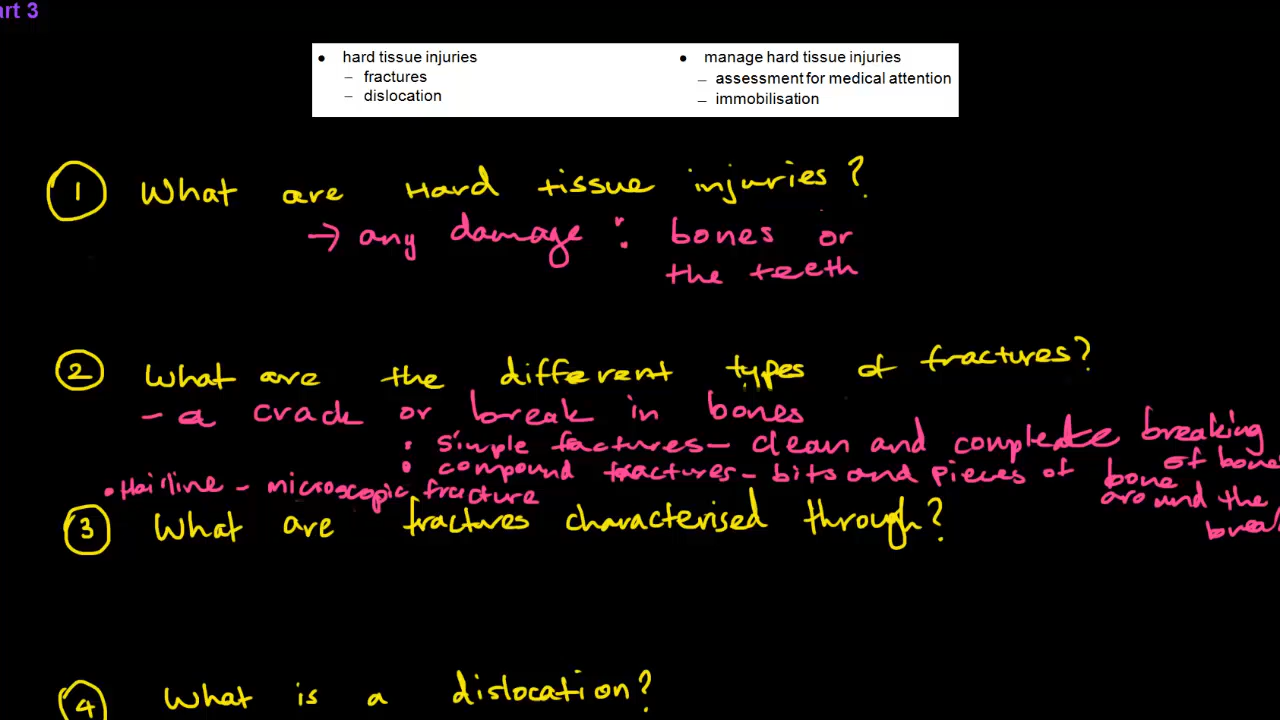 art 3
• hard tissue injuries
– fractures
– dislocation
• manage hard tissue injuries
– assessment for medical attention
– immobilisation
1 What are Hard tissue injuries?
→ any damage : bones or
the teeth
2 What are the different types of fractures?
- a crack or break in bones
• simple fractures - clean and complete breaking
of bone
• compound fractures - bits and pieces of bone
around the
break
• Hairline - microscopic fracture
3 What are fractures characterised through?
4 What is a dislocation?